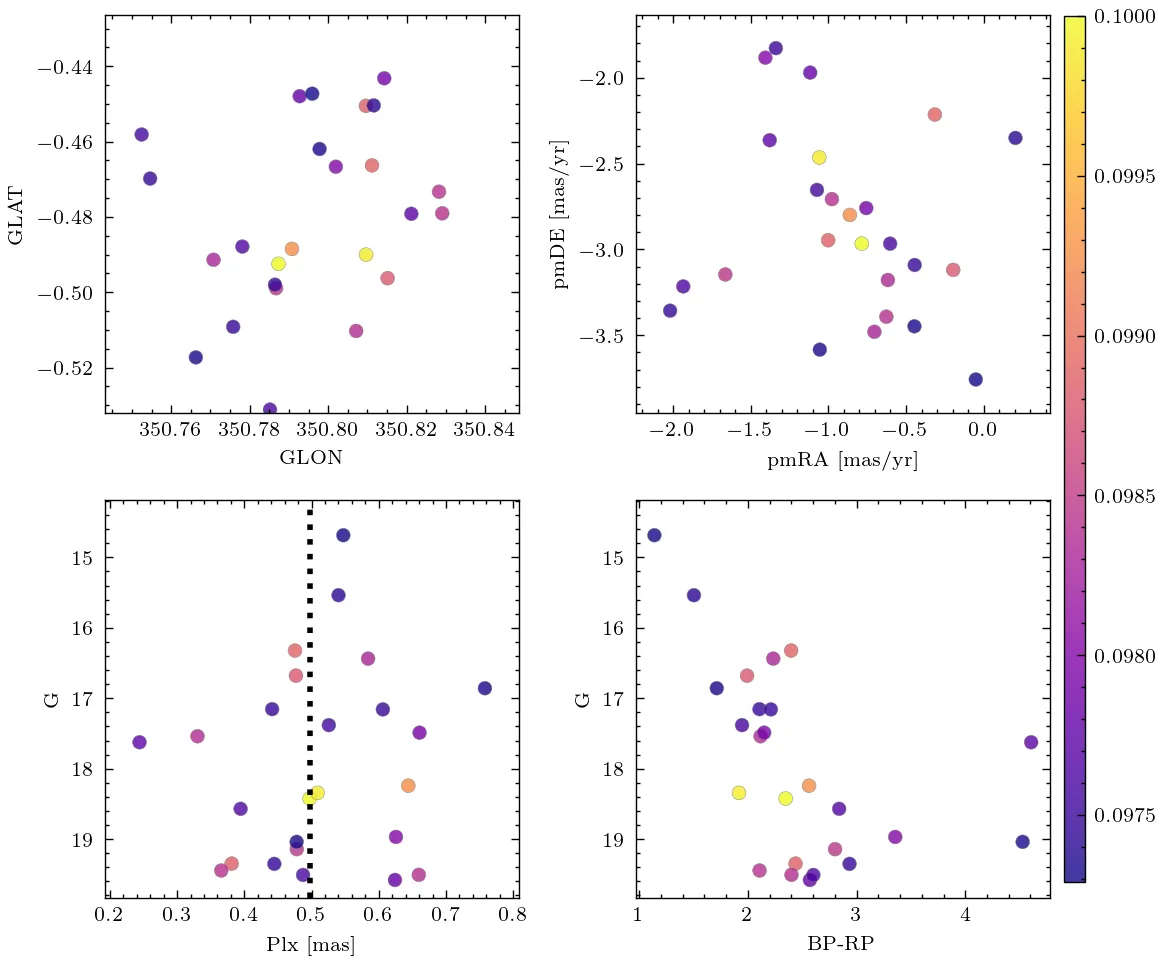 −0.44
−0.46
−0.48
−0.50
−0.52
GLAT
350.76 350.78 350.80 350.82 350.84
GLON
−2.0
−2.5
−3.0
−3.5
pmDE [mas/yr]
−2.0 −1.5 −1.0 −0.5 0.0
pmRA [mas/yr]
0.1000
0.0995
0.0990
0.0985
0.0980
0.0975
15
16
17
18
19
G
0.2 0.3 0.4 0.5 0.6 0.7 0.8
Plx [mas]
15
16
17
18
19
G
1 2 3 4
BP-RP